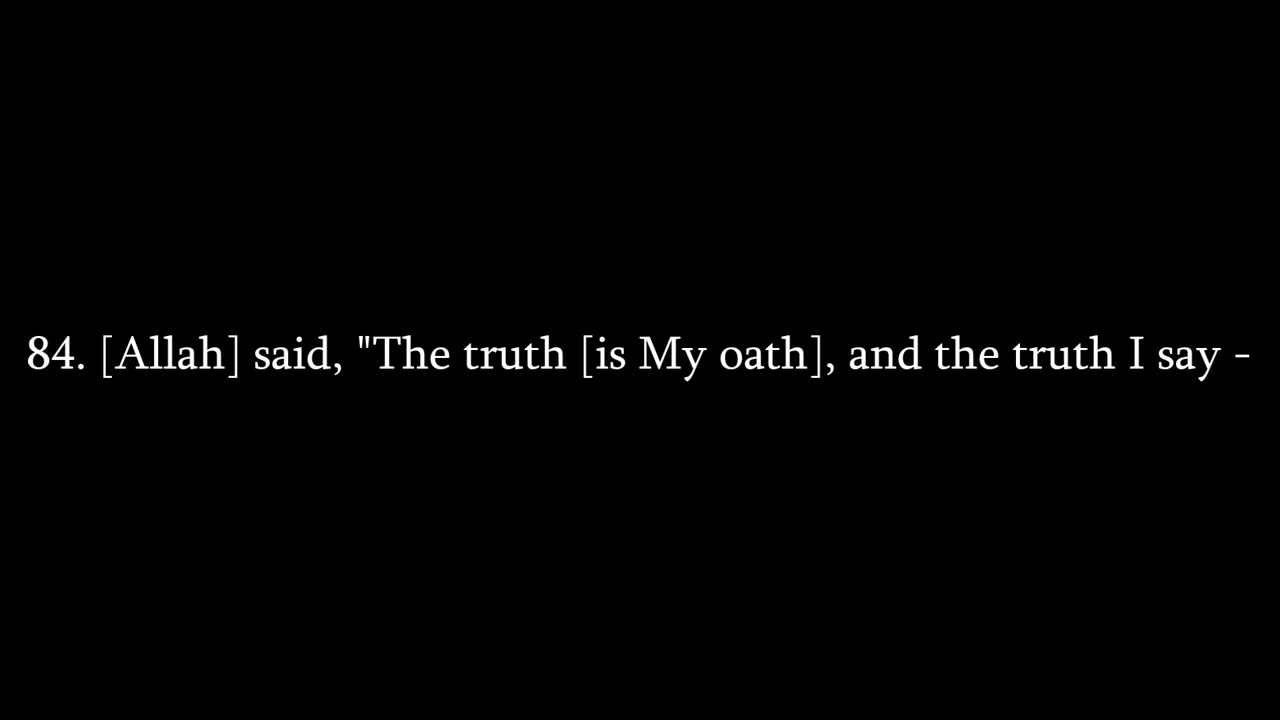 84. [Allah] said, "The truth [is My oath], and the truth I say -